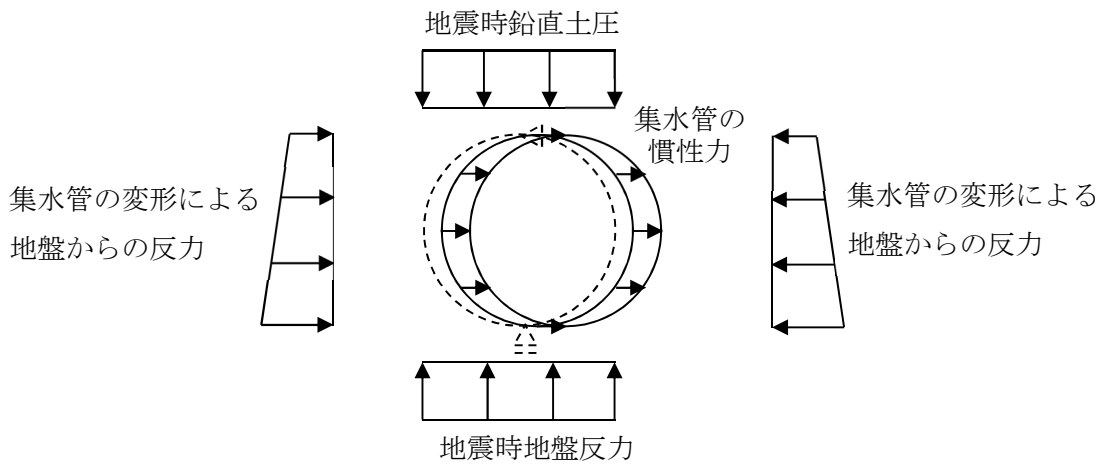 地震時鉛直土圧
集水管の
慣性力
集水管の変形による
地盤からの反力
集水管の変形による
地盤からの反力
地震時地盤反力